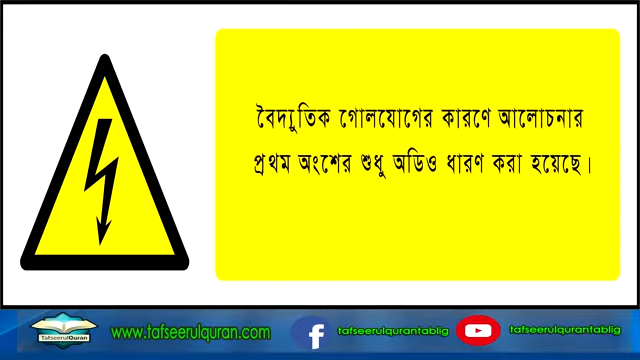 বৈদ্যুতিক গোলযোগের কারণে আলোচনার
প্রথম অংশের শুধু অডিও ধারণ করা হয়েছে।
TafseerulQuran
www.tafseerulquran.com
tafseerulqurantablig
tafseerulqurantablig